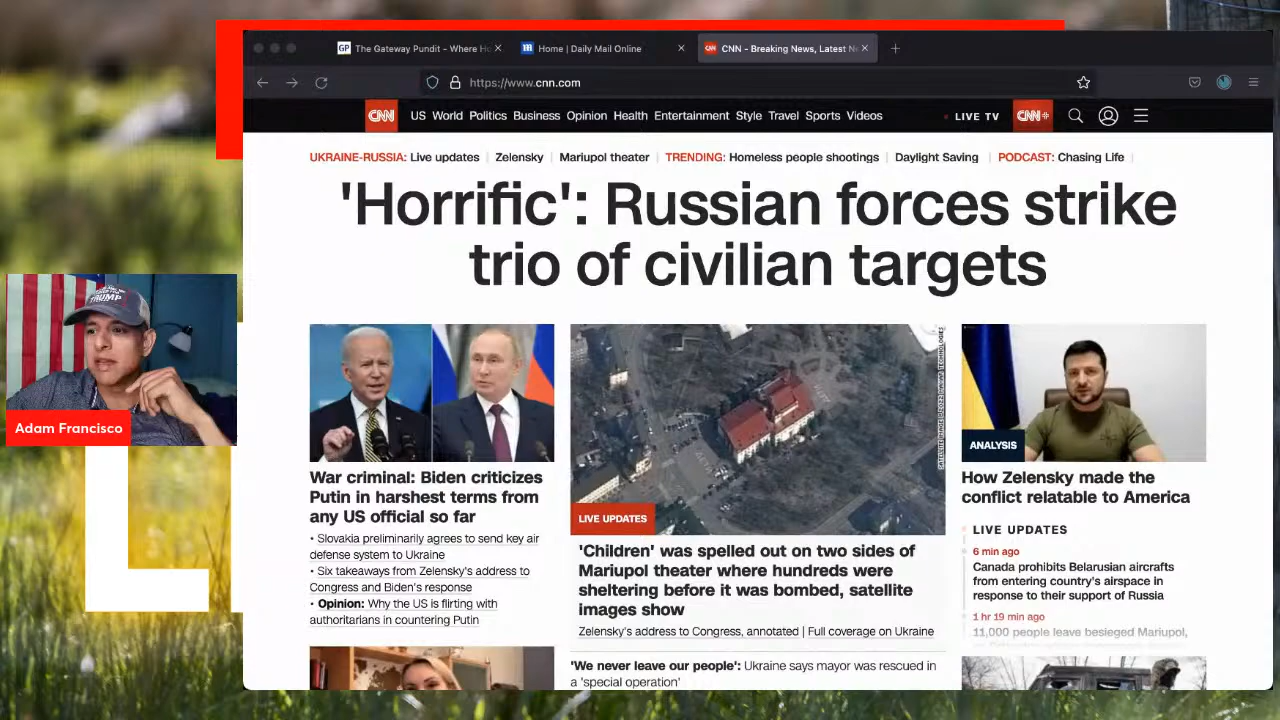 GP The Gateway Pundit - Where Ho
m Home | Daily Mail Online
CNN CNN - Breaking News, Latest Ne
https://www.cnn.com
CNN US World Politics Business Opinion Health Entertainment Style Travel Sports Videos LIVE TV CNN+
UKRAINE-RUSSIA: Live updates | Zelensky | Mariupol theater | TRENDING: Homeless people shootings | Daylight Saving | PODCAST: Chasing Life |
'Horrific': Russian forces strike
trio of civilian targets
TRUMP
Adam Francisco
War criminal: Biden criticizes
Putin in harshest terms from
any US official so far
• Slovakia preliminarily agrees to send key air
defense system to Ukraine
• Six takeaways from Zelensky's address to
Congress and Biden's response
• Opinion: Why the US is flirting with
authoritarians in countering Putin
LIVE UPDATES
'Children' was spelled out on two sides of
Mariupol theater where hundreds were
sheltering before it was bombed, satellite
images show
Zelensky's address to Congress, annotated | Full coverage on Ukraine
'We never leave our people': Ukraine says mayor was rescued in
a 'special operation'
ANALYSIS
How Zelensky made the
conflict relatable to America
LIVE UPDATES
6 min ago
Canada prohibits Belarusian aircrafts
from entering country's airspace in
response to their support of Russia
1 hr 19 min ago
11,000 people leave besieged Mariupol,
L